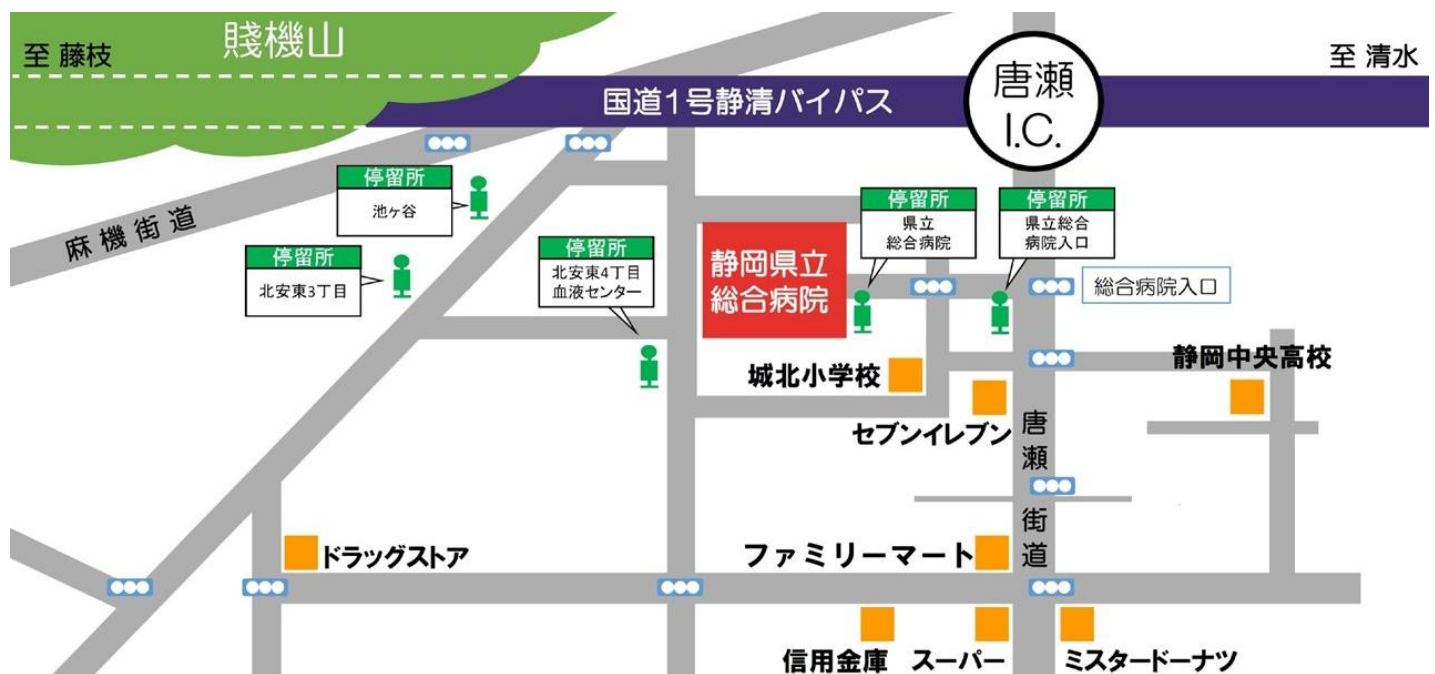 賤機山
至 藤枝
至 清水
唐瀬
I.C.
国道1号静清バイパス
麻機街道
停留所
池ヶ谷
停留所
北安東3丁目
停留所
北安東4丁目
血液センター
停留所
県立
総合病院
停留所
県立総合
病院入口
静岡県立
総合病院
総合病院入口
城北小学校
静岡中央高校
セブンイレブン
唐瀬街道
ドラッグストア
ファミリーマート
信用金庫
スーパー
ミスタードーナツ